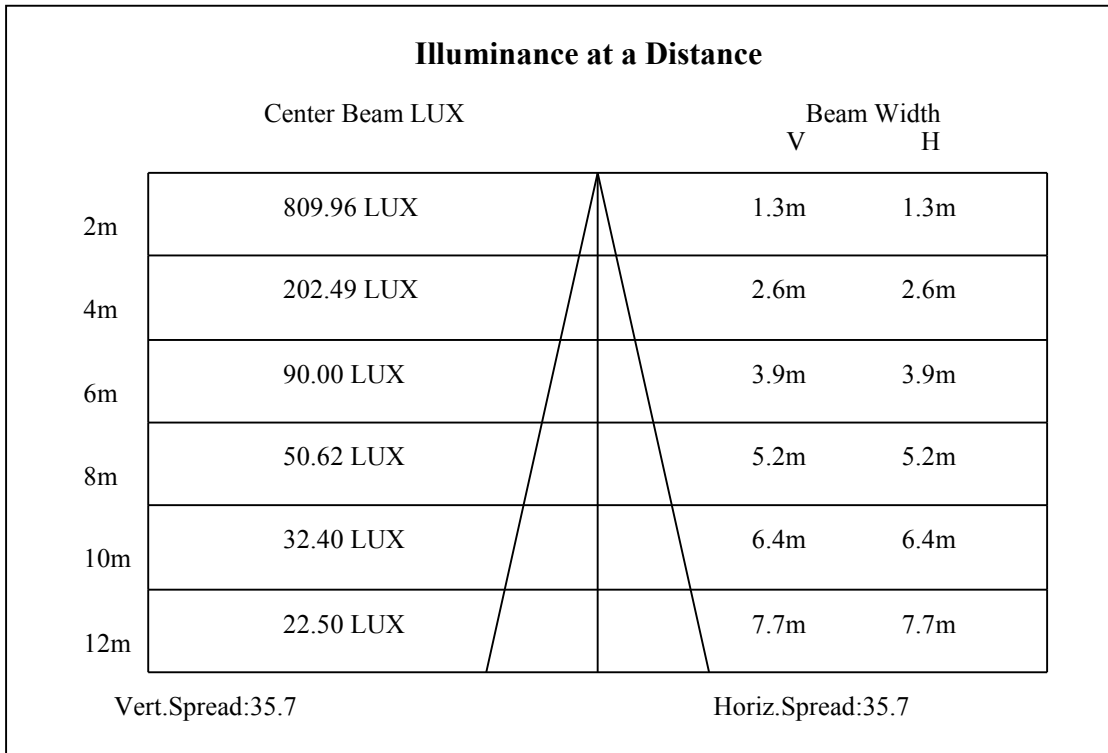 Illuminance at a Distance
Center Beam LUX Beam Width
V H
2m 809.96 LUX 1.3m 1.3m
4m 202.49 LUX 2.6m 2.6m
6m 90.00 LUX 3.9m 3.9m
8m 50.62 LUX 5.2m 5.2m
10m 32.40 LUX 6.4m 6.4m
12m 22.50 LUX 7.7m 7.7m
Vert.Spread:35.7 Horiz.Spread:35.7